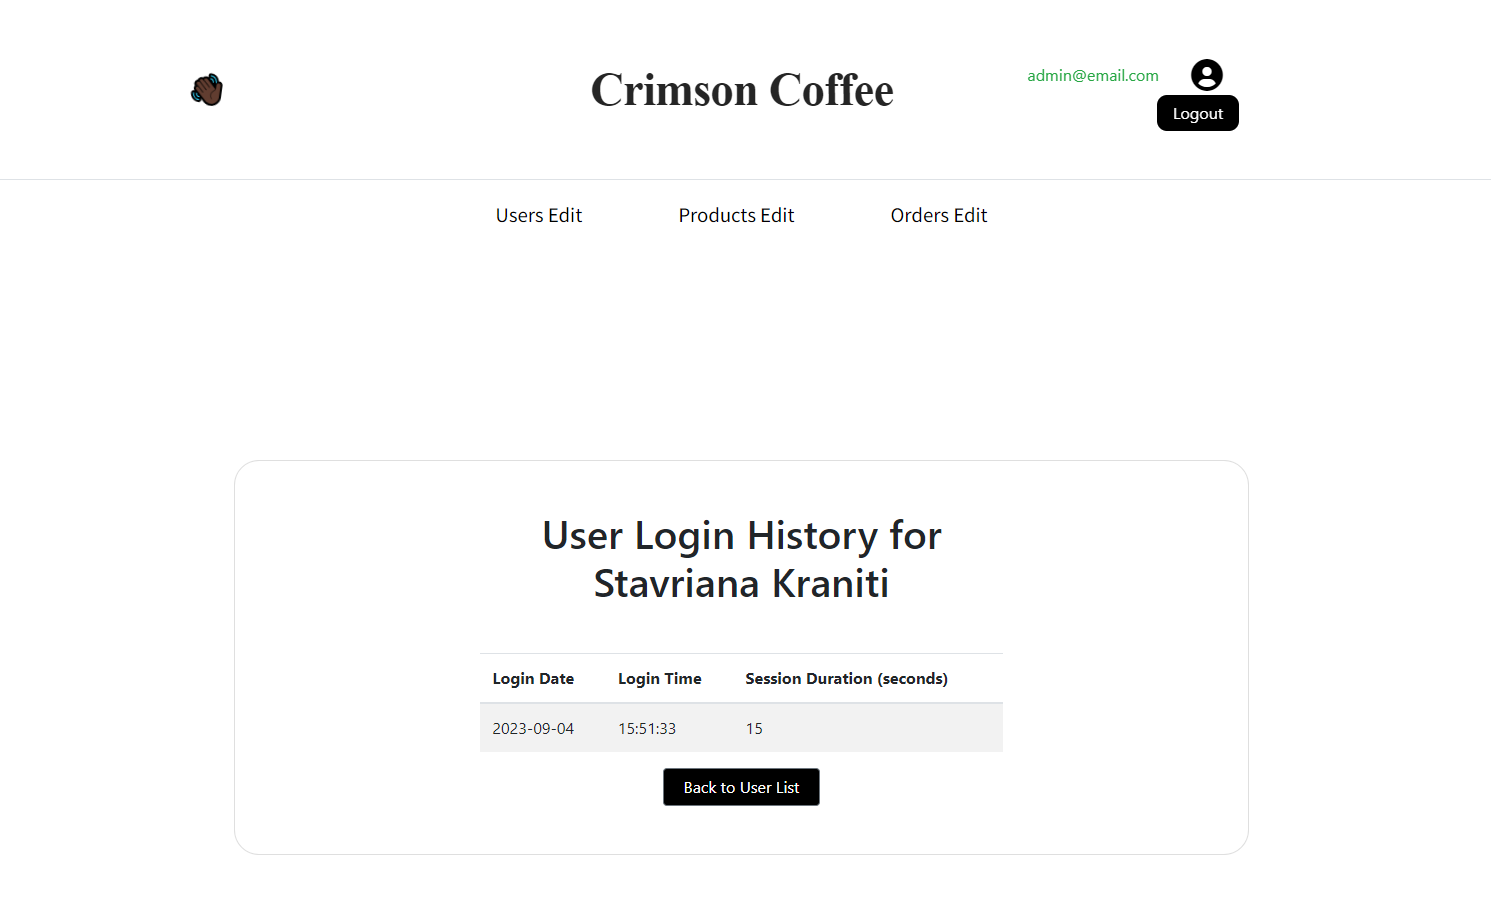 Crimson Coffee
admin@email.com
Logout
Users Edit Products Edit Orders Edit
User Login History for
Stavriana Kraniti
Login Date Login Time Session Duration (seconds)
2023-09-04 15:51:33 15
Back to User List